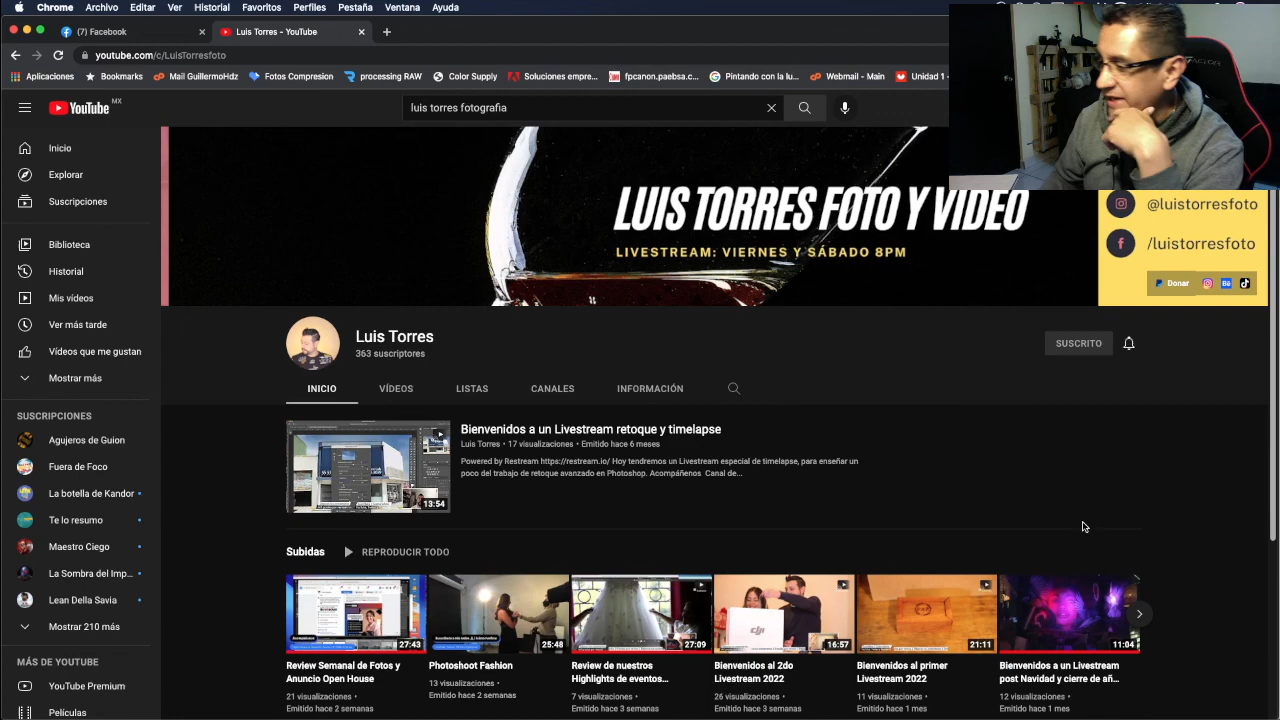 Chrome Archivo Editar Ver Historial Favoritos Perfiles Pestaña Ventana Ayuda
(7) Facebook
Luis Torres - YouTube
youtube.com/c/LuisTorresfoto
Aplicaciones Bookmarks Mail GuillermoHdz Fotos Compresion processing RAW Color Supply Soluciones empre... fpcanon.paebsa.c... Pintando con la lu... Webmail - Main Unidad 1 -
YouTube MX
luis torres fotografia
Inicio
Explorar
Suscripciones
Biblioteca
Historial
Mis vídeos
Ver más tarde
Vídeos que me gustan
Mostrar más
SUSCRIPCIONES
Agujeros de Guion
Fuera de Foco
La botella de Kandor
Te lo resumo
Maestro Ciego
La Sombra del Imp...
Lean Della Savia
Mostrar 210 más
MÁS DE YOUTUBE
YouTube Premium
Películas
LUIS TORRES FOTO Y VIDEO
LIVESTREAM: VIERNES Y SÁBADO 8PM
@luistorresfoto
/luistorresfoto
Donar
Luis Torres
363 suscriptores
SUSCRITO
INICIO VÍDEOS LISTAS CANALES INFORMACIÓN
13:54
Bienvenidos a un Livestream retoque y timelapse
Luis Torres • 17 visualizaciones • Emitido hace 6 meses
Powered by Restream https://restream.io/ Hoy tendremos un Livestream especial de timelapse, para enseñar un
poco del trabajo de retoque avanzado en Photoshop. Acompáñenos Canal de...
Subidas REPRODUCIR TODO
27:43
Review Semanal de Fotos y
Anuncio Open House
21 visualizaciones •
Emitido hace 2 semanas
25:48
Photoshoot Fashion
13 visualizaciones •
Emitido hace 2 semanas
27:09
Review de nuestros
Highlights de eventos...
7 visualizaciones •
Emitido hace 3 semanas
dji
16:57
Bienvenidos al 2do
Livestream 2022
26 visualizaciones •
Emitido hace 3 semanas
21:11
Bienvenidos al primer
Livestream 2022
11 visualizaciones •
Emitido hace 1 mes
11:04
Bienvenidos a un Livestream
post Navidad y cierre de añ...
12 visualizaciones •
Emitido hace 1 mes